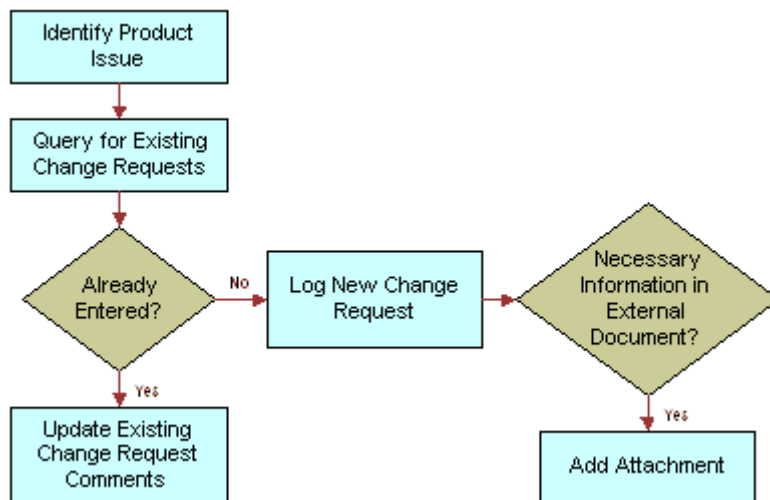 Identify Product
Issue
Query for Existing
Change Requests
Already
Entered?
No
Log New Change
Request
Necessary
Information in
External
Document?
Yes
Update Existing
Change Request
Comments
Yes
Add Attachment